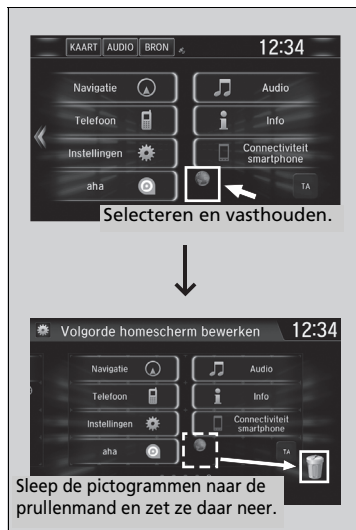 KAART AUDIO BRON 12:34
Navigatie Audio
Telefoon Info
Instellingen Connectiviteit smartphone
aha TA
Selecteren en vasthouden.
Volgorde homescherm bewerken 12:34
Navigatie Audio
Telefoon Info
Instellingen Connectiviteit smartphone
aha TA
Sleep de pictogrammen naar de
prullenmand en zet ze daar neer.